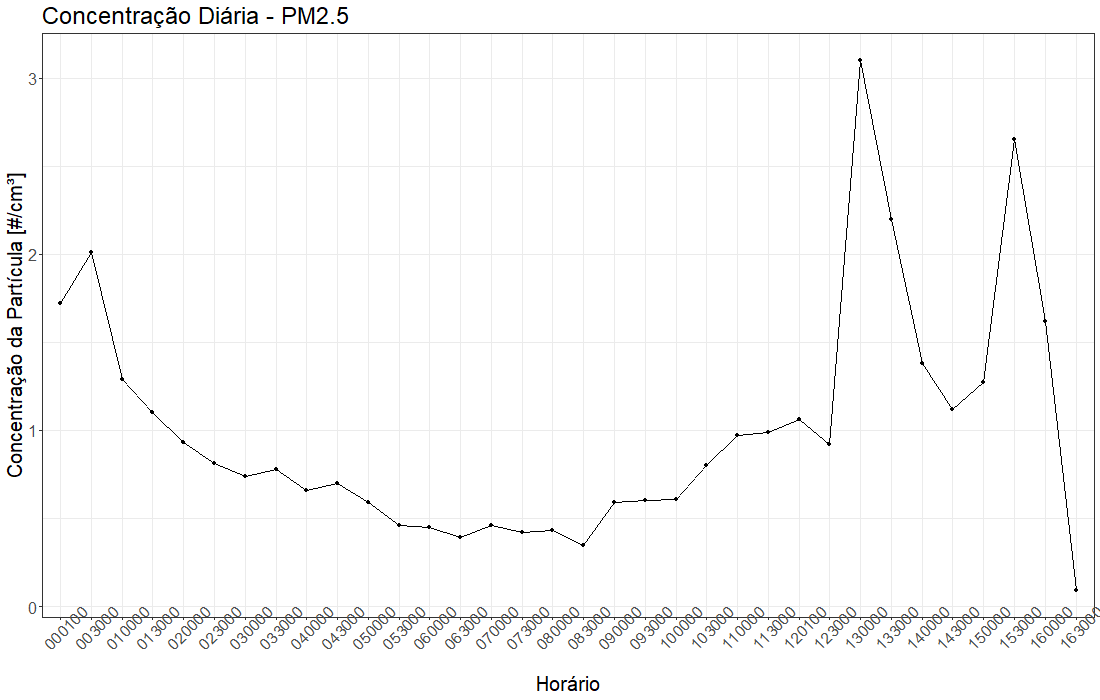 Concentração Diária - PM2.5
Concentração da Partícula [#/cm³]
3
2
1
0
000100 003000 010000 013000 020000 023000 030000 033000 040000 043000 050000 053000 060000 063000 070000 073000 080000 083000 090000 093000 100000 103000 110000 113000 120100 123000 130000 133000 140000 143000 150000 153000 160000 163000
Horário